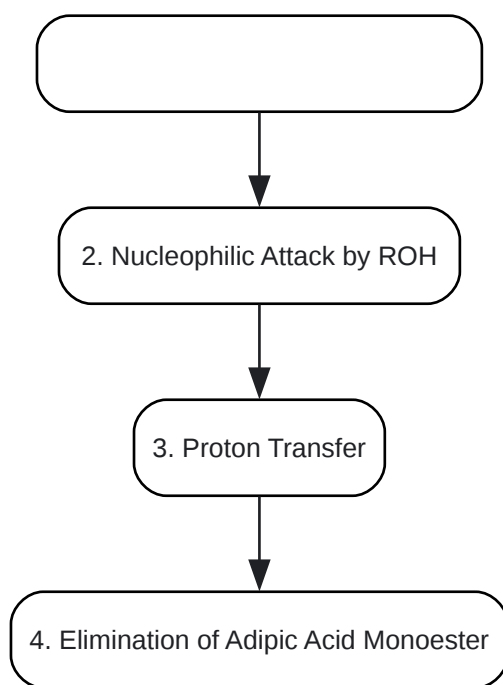 2. Nucleophilic Attack by ROH
3. Proton Transfer
4. Elimination of Adipic Acid Monoester